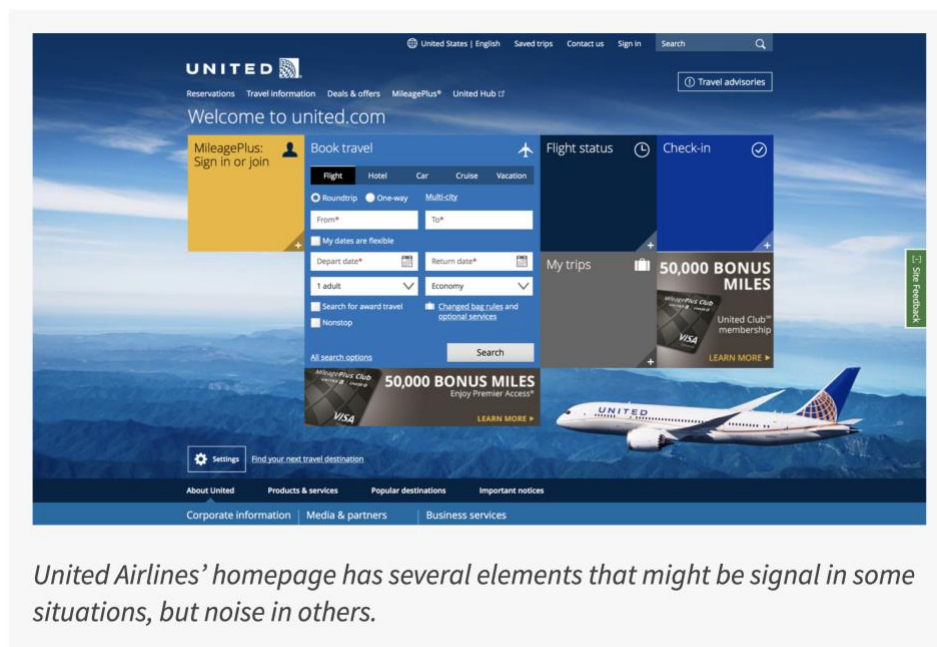 United States | English Saved trips Contact us Sign in Search
UNITED
Travel advisories
Reservations Travel information Deals & offers MileagePlus® United Hub
Welcome to united.com
MileagePlus:
Sign in or join
Book travel
Flight Hotel Car Cruise Vacation
Roundtrip One-way Multi-city
From* To*
My dates are flexible
Depart date* Return date*
1 adult Economy
Search for award travel
Changed bag rules and
optional services
Nonstop
All search options
Search
Flight status
Check-in
My trips
50,000 BONUS
MILES
MileagePlus Club
VISA
United Club℠
membership
LEARN MORE
MileagePlus Club
VISA
50,000 BONUS MILES
Enjoy Premier Access®
LEARN MORE
UNITED
[-] Site Feedback
Settings Find your next travel destination
About United Products & services Popular destinations Important notices
Corporate information Media & partners Business services
United Airlines’ homepage has several elements that might be signal in some
situations, but noise in others.